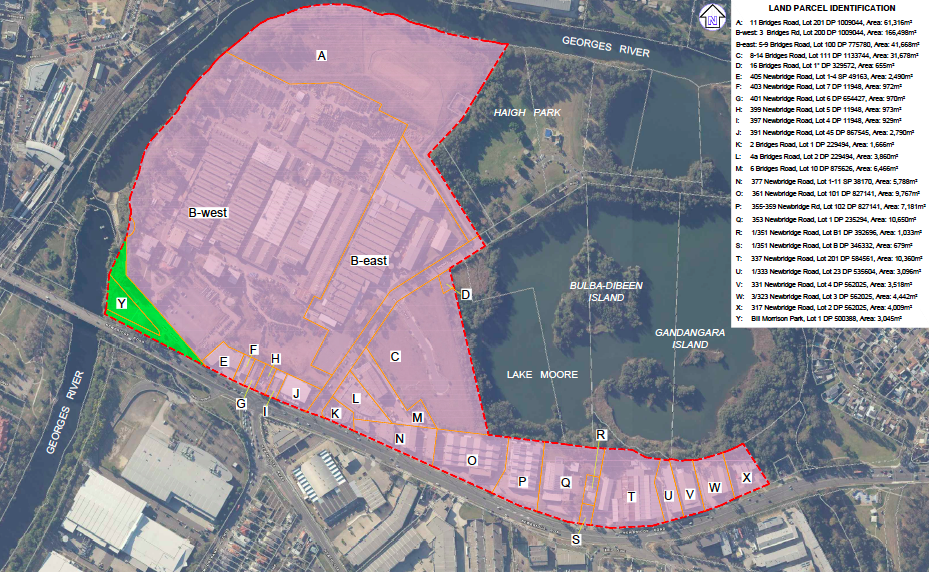 LAND PARCEL IDENTIFICATION
A: 11 Bridges Road, Lot 201 DP 1009044, Area: 61,316m²
B-west: 3 Bridges Rd, Lot 200 DP 1009044, Area: 166,498m²
B-east: 5-9 Bridges Road, Lot 100 DP 775780, Area: 41,668m²
C: 8-14 Bridges Road, Lot 111 DP 1133744, Area: 31,678m²
D: 16 Bridges Road, Lot 1" DP 329572, Area: 655m²
E: 405 Newbridge Road, Lot 1-4 SP 49163, Area: 2,490m²
F: 403 Newbridge Road, Lot 7 DP 11948, Area: 972m²
G: 401 Newbridge Road, Lot 6 DP 654427, Area: 970m²
H: 399 Newbridge Road, Lot 5 DP 11948, Area: 973m²
I: 397 Newbridge Road, Lot 4 DP 11948, Area: 929m²
J: 391 Newbridge Road, Lot 45 DP 867545, Area: 2,790m²
K: 2 Bridges Road, Lot 1 DP 229494, Area: 1,666m²
L: 4a Bridges Road, Lot 2 DP 229494, Area: 3,860m²
M: 6 Bridges Road, Lot 10 DP 875626, Area: 6,466m²
N: 377 Newbridge Road, Lot 1-11 SP 38170, Area: 5,788m²
O: 361 Newbridge Road, Lot 101 DP 827141, Area: 9,767m²
P: 355-359 Newbridge Rd, Lot 102 DP 827141, Area: 7,181m²
Q: 353 Newbridge Road, Lot 1 DP 235294, Area: 10,650m²
R: 1/351 Newbridge Road, Lot B1 DP 392696, Area: 1,033m²
S: 1/351 Newbridge Road, Lot B DP 346332, Area: 679m²
T: 337 Newbridge Road, Lot 201 DP 584561, Area: 10,360m²
U: 1/333 Newbridge Road, Lot 23 DP 535604, Area: 3,096m²
V: 331 Newbridge Road, Lot 4 DP 562025, Area: 3,518m²
W: 3/323 Newbridge Road, Lot 3 DP 562025, Area: 4,442m²
X: 317 Newbridge Road, Lot 2 DP 562025, Area: 4,009m²
Y: Bill Morrison Park, Lot 1 DP 500388, Area: 3,045m²
N
GEORGES RIVER
A
HAIGH PARK
B-west
B-east
D
BULBA-DIBEEN
ISLAND
Y
GANDANGARA
ISLAND
F
E
H
C
LAKE MOORE
J
G
I
L
K
M
GEORGES RIVER
N
R
O
P
Q
T
U
V
W
X
S